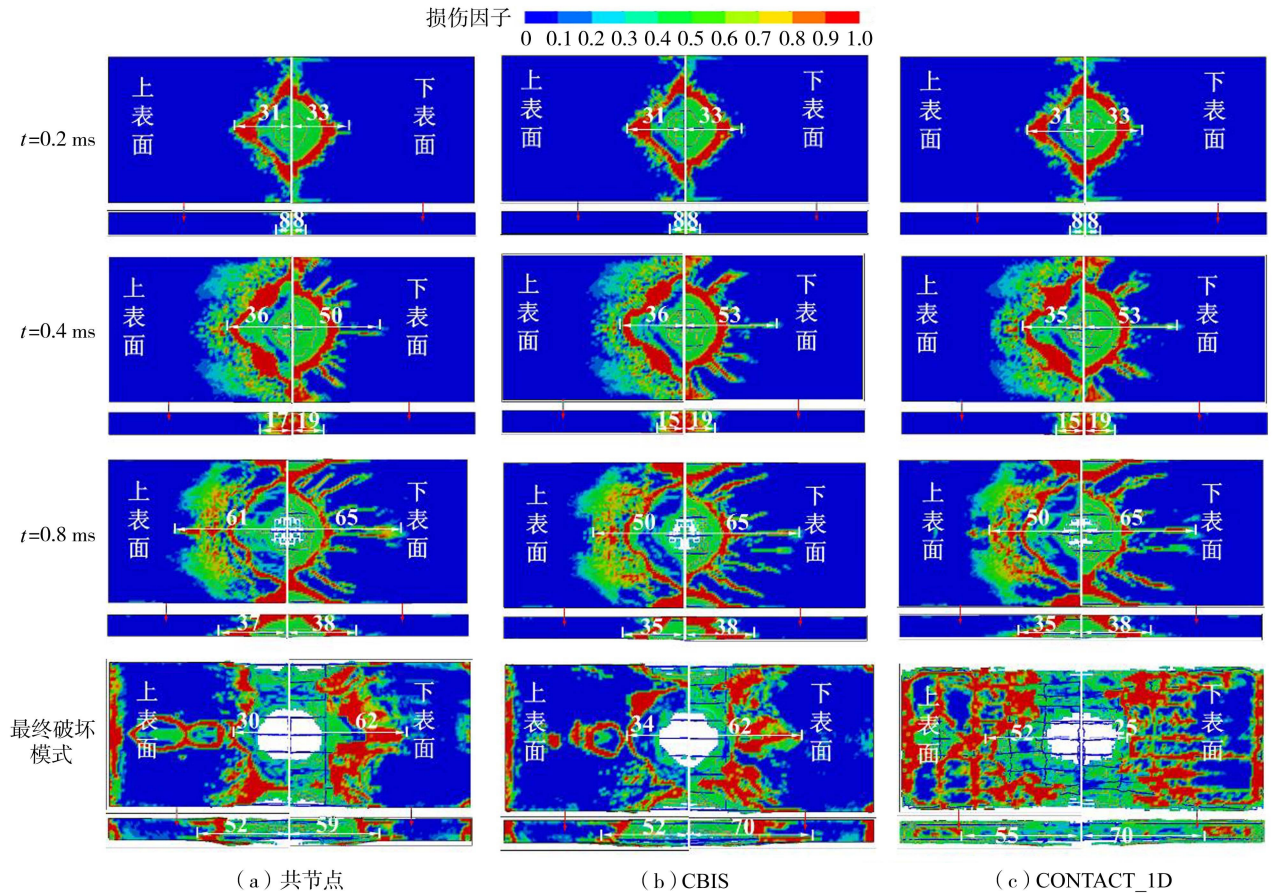 损伤因子
0 0.1 0.2 0.3 0.4 0.5 0.6 0.7 0.8 0.9 1.0
t=0.2 ms
上表面 31 33 下表面
上表面 31 33 下表面
上表面 31 33 下表面
88
88
88
t=0.4 ms
上表面 36 50 下表面
上表面 36 53 下表面
上表面 35 53 下表面
17 19
15 19
15 19
t=0.8 ms
上表面 61 65 下表面
上表面 50 65 下表面
上表面 50 65 下表面
37 38
35 38
35 38
最终破坏
模式
上表面 30 62 下表面
上表面 34 62 下表面
上表面 52 25 下表面
52 59
52 70
55 70
（a）共节点
（b）CBIS
（c）CONTACT_1D